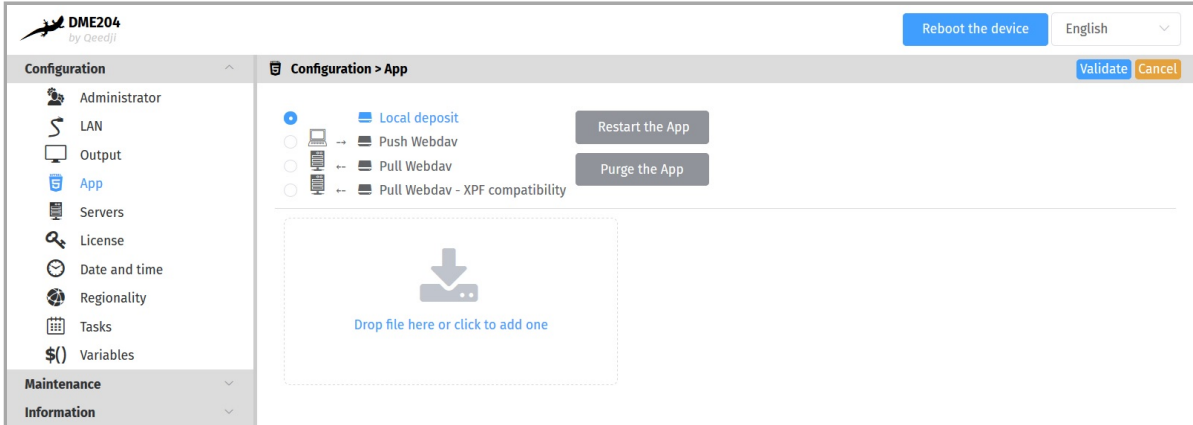 DME204
by Qeedji
Reboot the device
English
Configuration
Configuration > App
Validate
Cancel
Administrator
LAN
Output
App
Servers
License
Date and time
Regionality
Tasks
$() Variables
Maintenance
Information
Local deposit
Push Webdav
Pull Webdav
Pull Webdav - XPF compatibility
Restart the App
Purge the App
Drop file here or click to add one